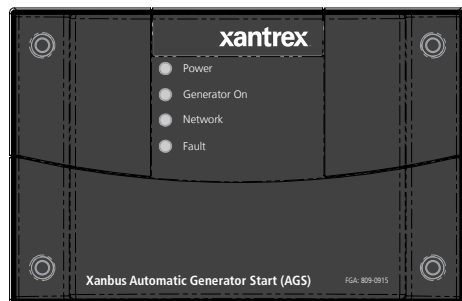 xantrex
Power
Generator On
Network
Fault
Xanbus Automatic Generator Start (AGS)
FGA: 809-0915